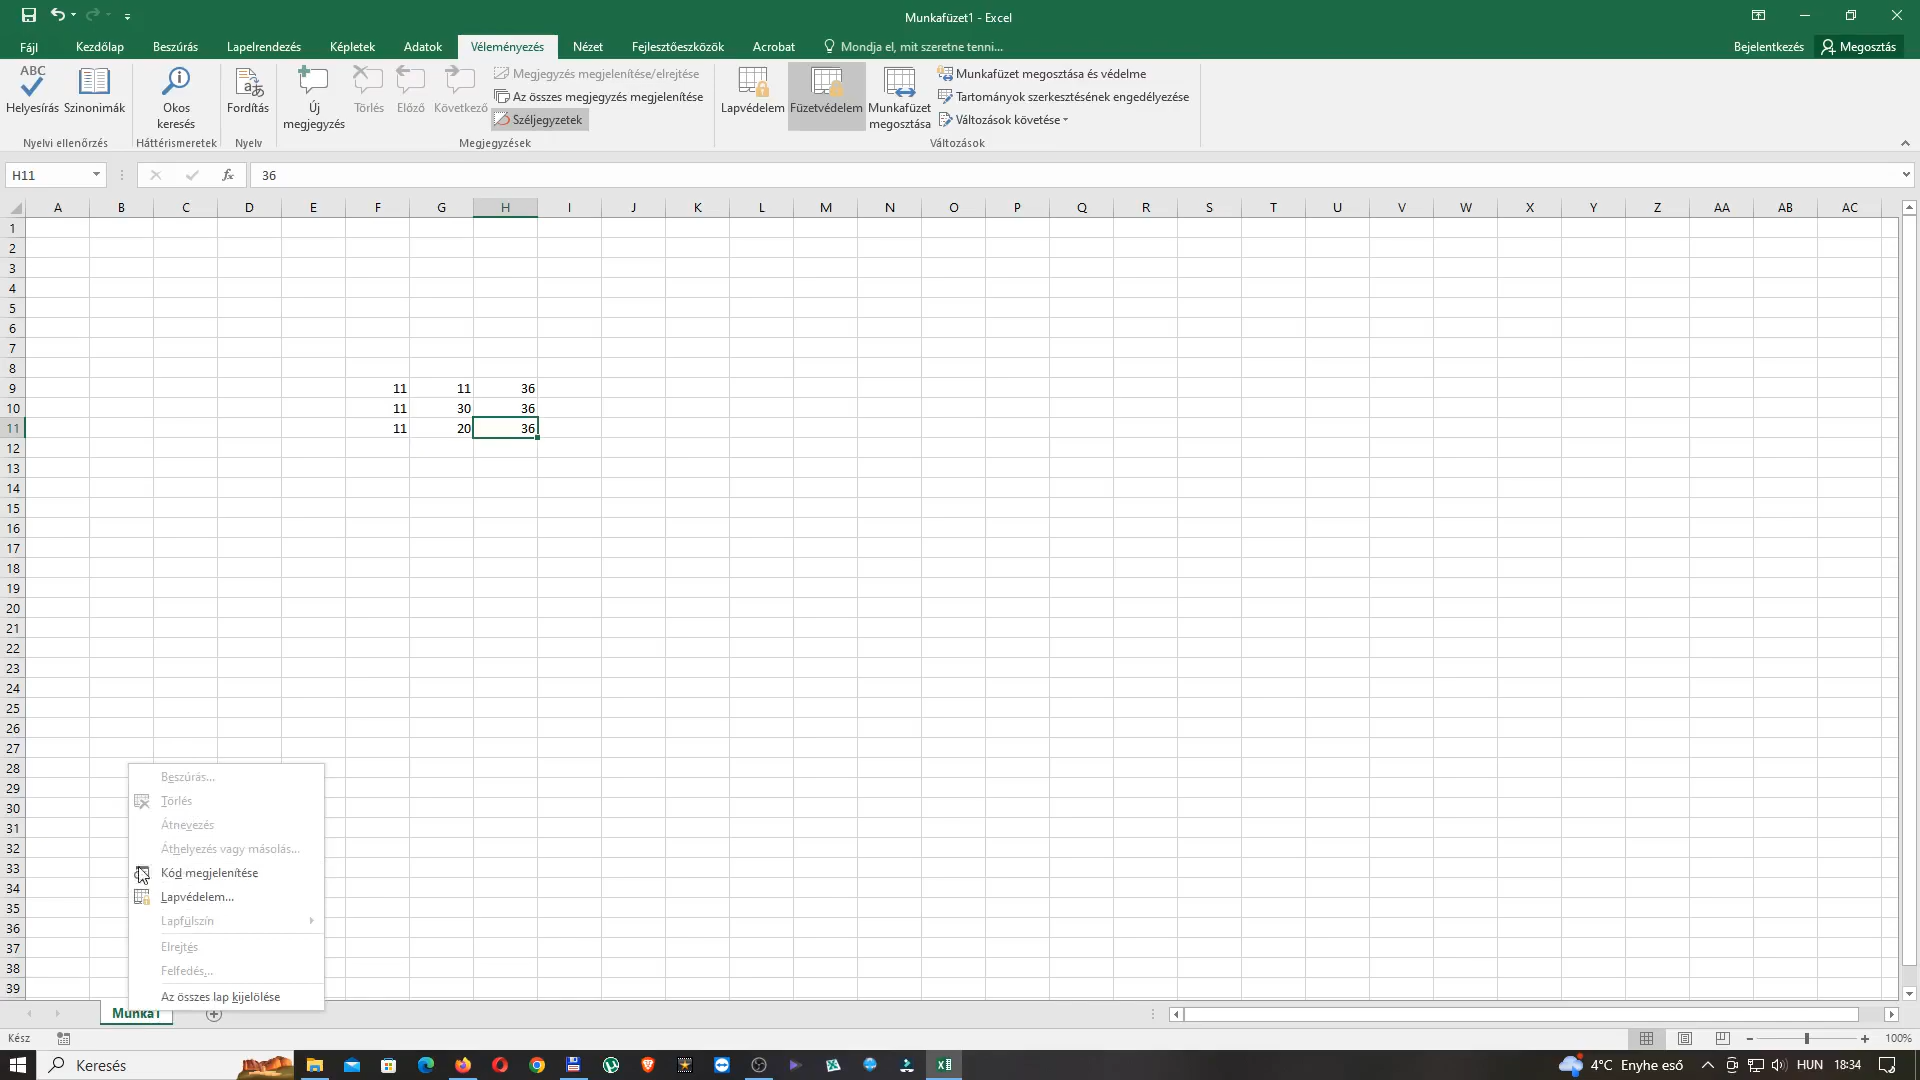 Munkafüzet1 - Excel
Fájl Kezdőlap Beszúrás Lapelrendezés Képletek Adatok Véleményezés Nézet Fejlesztőeszközök Acrobat Mondja el, mit szeretne tenni... Bejelentkezés Megosztás
ABC
Helyesírás Szinonimák
Okos
keresés
Fordítás
Új
megjegyzés
Törlés Előző Következő
Megjegyzés megjelenítése/elrejtése
Az összes megjegyzés megjelenítése
Széljegyzetek
Lapvédelem Füzetvédelem Munkafüzet
megosztása
Munkafüzet megosztása és védelme
Tartományok szerkesztésének engedélyezése
Változások követése
Nyelvi ellenőrzés Háttérismeretek Nyelv Megjegyzések Változások
H11 fx 36
A B C D E F G H I J K L M N O P Q R S T U V W X Y Z AA AB AC
1
2
3
4
5
6
7
8
9 11 11 36
10 11 30 36
11 11 20 36
12
13
14
15
16
17
18
19
20
21
22
23
24
25
26
27
28
29
30
31
32
33
34
35
36
37
38
39
Beszúrás...
Törlés
Átnevezés
Áthelyezés vagy másolás...
Kód megjelenítése
Lapvédelem...
Lapfülszín
Elrejtés
Felfedés...
Az összes lap kijelölése
Munka1
Kész 100%
Keresés 4°C Enyhe eső HUN 18:34